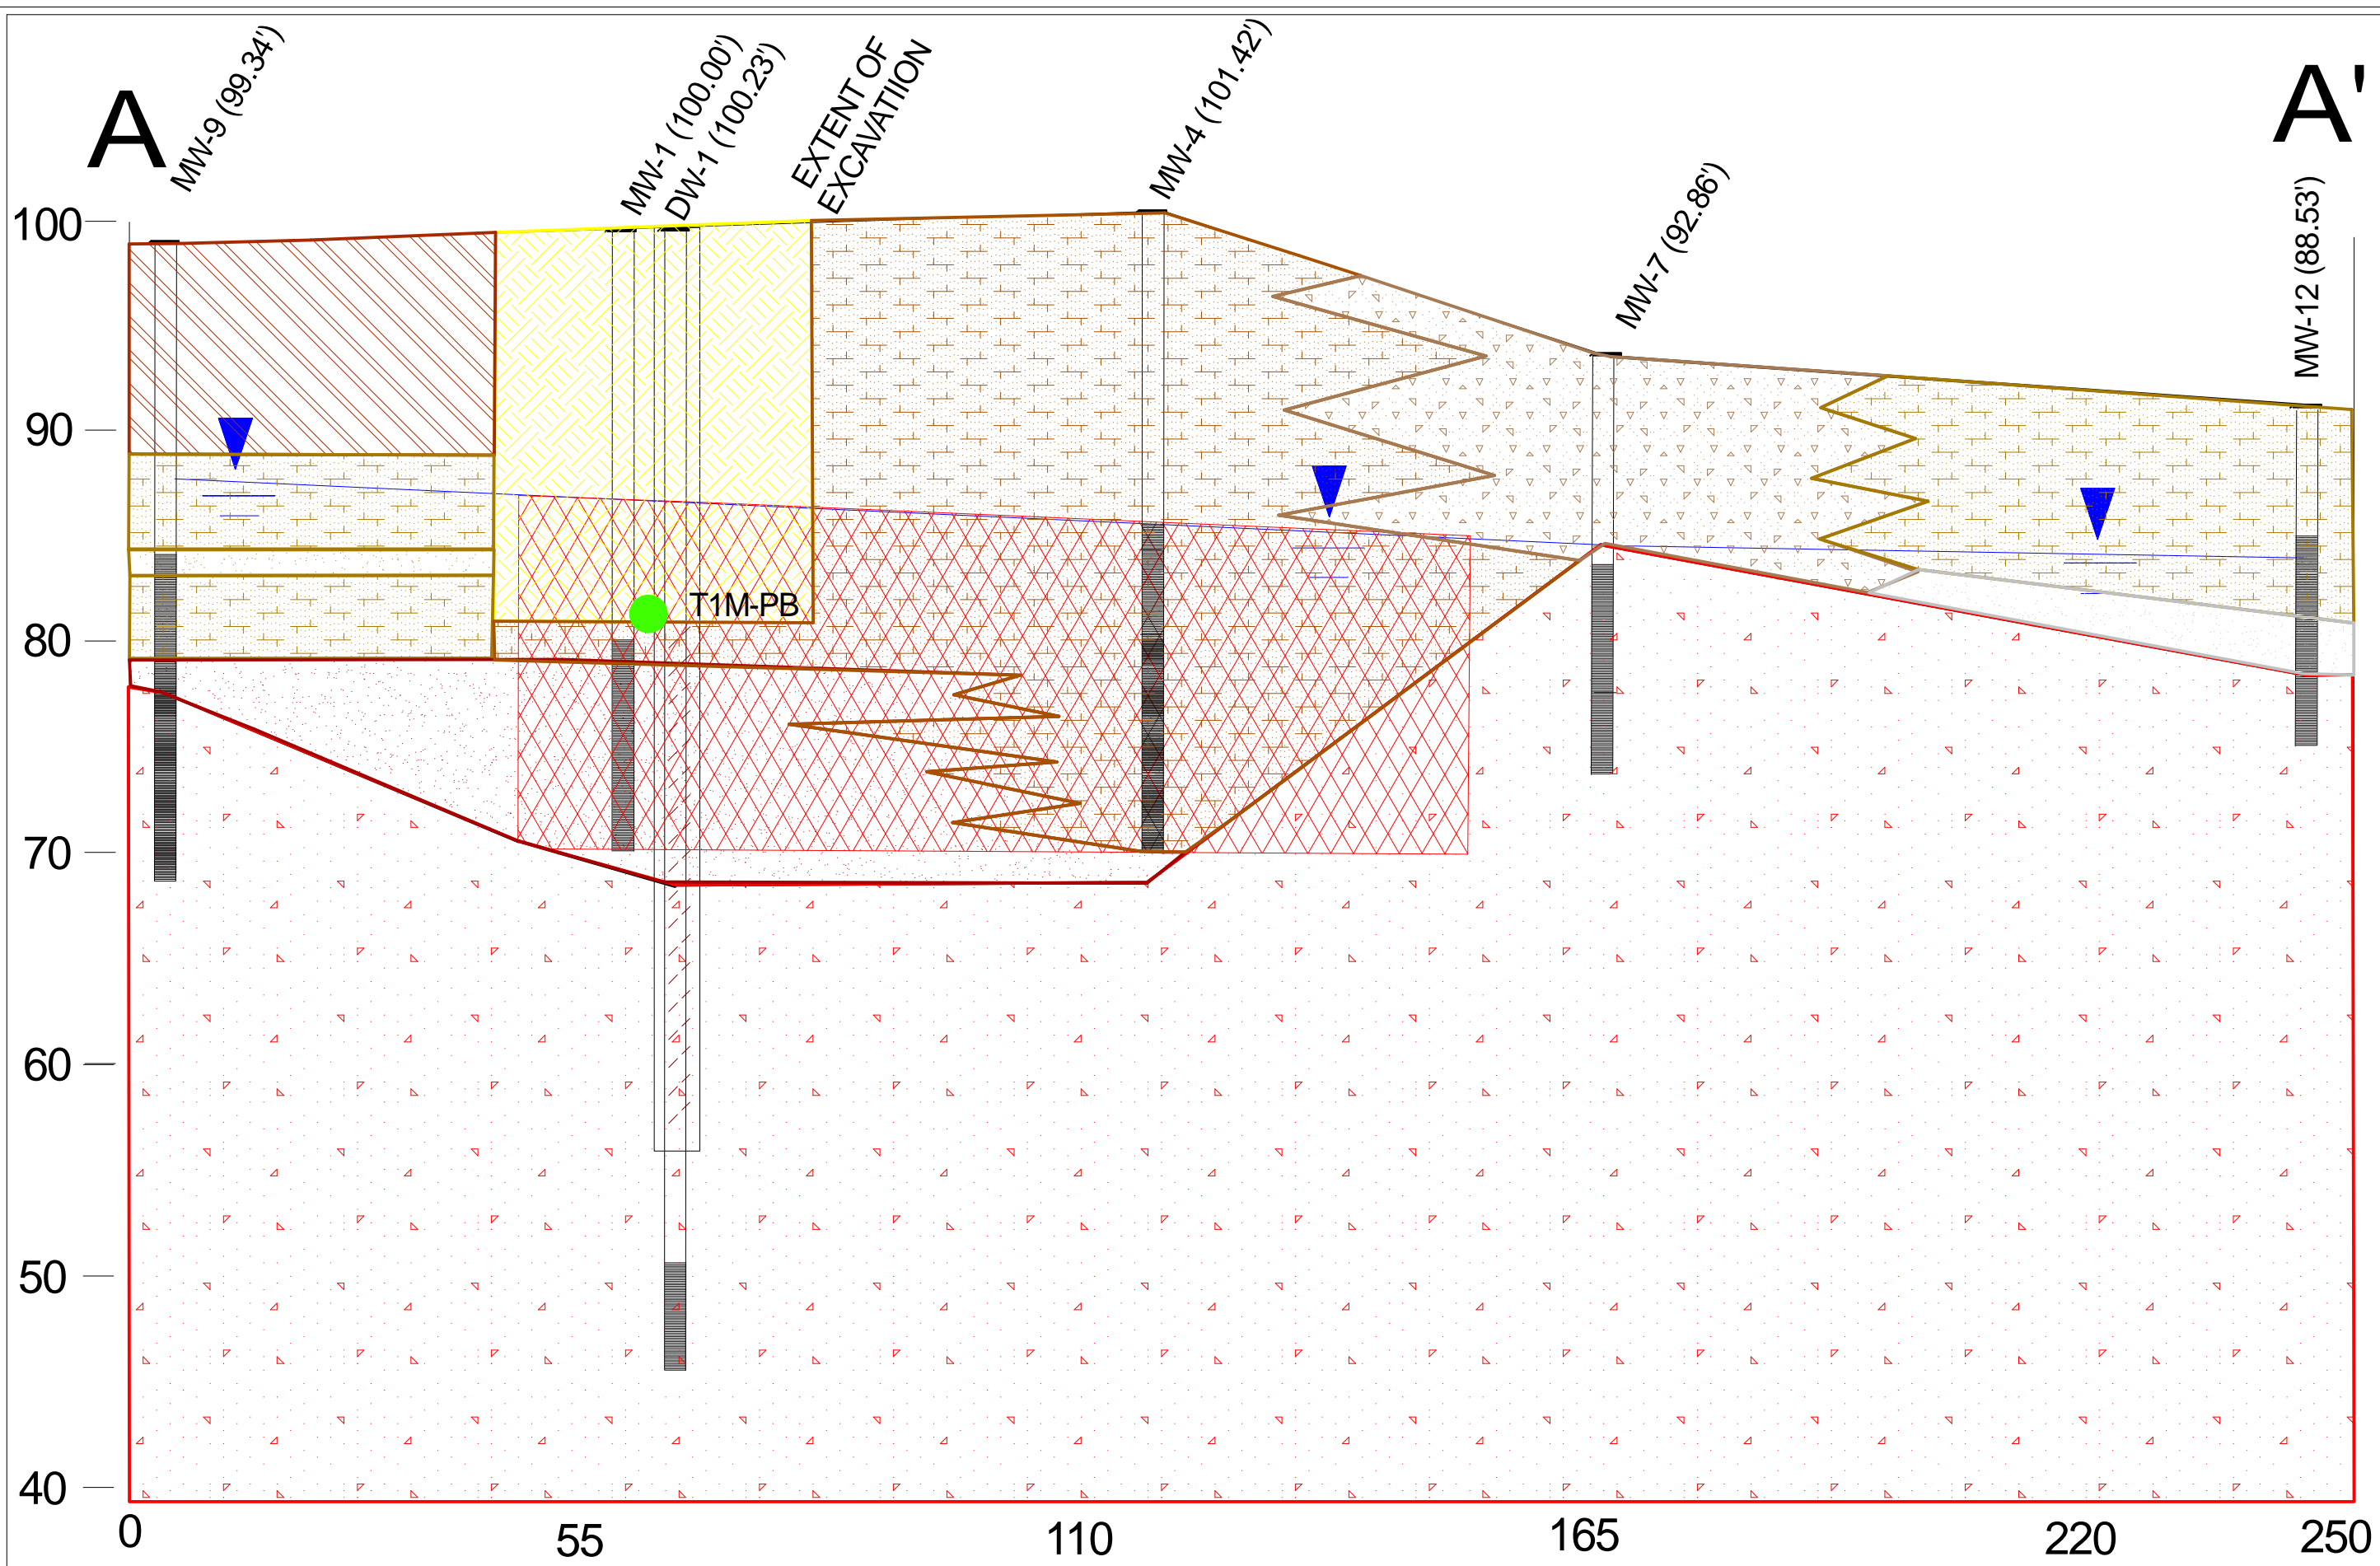 A
MW-9 (99.34')
MW-1 (100.00')
DW-1 (100.23')
EXTENT OF
EXCAVATIION
MW-4 (101.42')
MW-7 (92.86')
MW-12 (88.53')
A'
100
90
80
70
60
50
40
T1M-PB
0
55
110
165
220
250